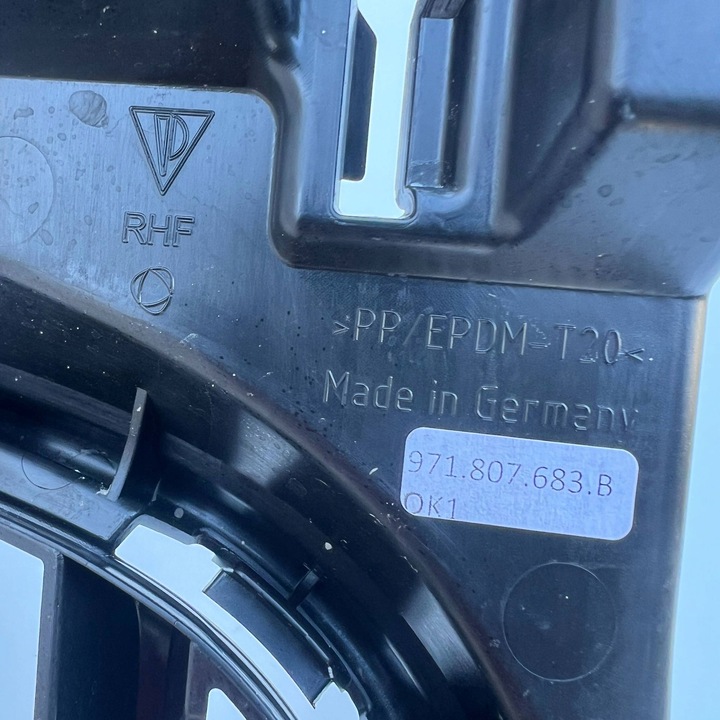 RHF
>PP/EPDM-T20<
Made in Germany
971.807.683.B
OK1